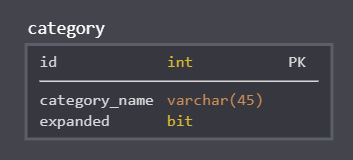 category
id int PK
category_name varchar(45)
expanded bit